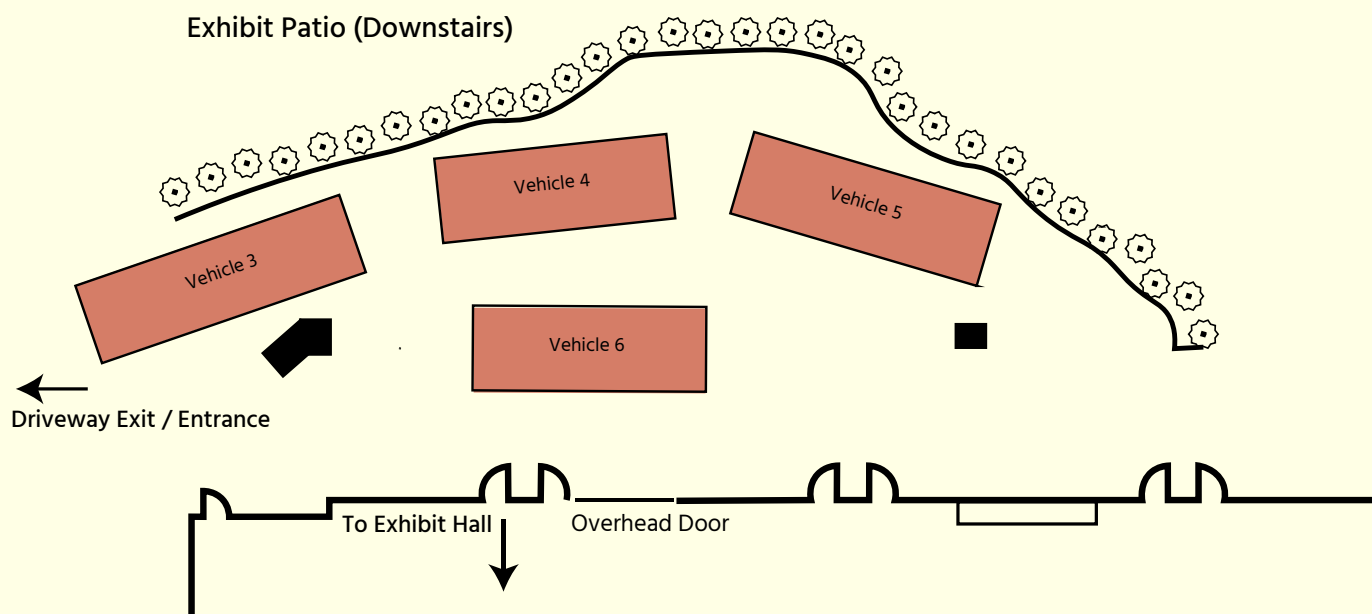 Exhibit Patio (Downstairs)
Vehicle 4
Vehicle 5
Vehicle 3
Vehicle 6
Driveway Exit / Entrance
To Exhibit Hall
Overhead Door